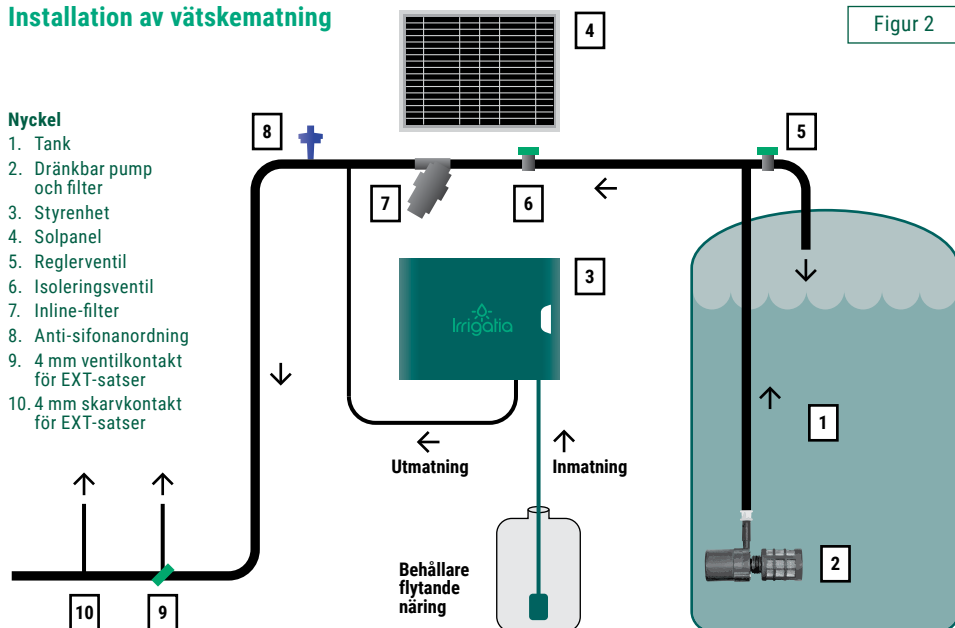 Installation av vätskematning
Figur 2
4
Nyckel
1. Tank
2. Dränkbar pump
och filter
3. Styrenhet
4. Solpanel
5. Reglerventil
6. Isoleringsventil
7. Inline-filter
8. Anti-sifonanordning
9. 4 mm ventilkontakt
för EXT-satser
10. 4 mm skarvkontakt
för EXT-satser
8
5
7
6
3
Irrigatia
1
Utmatning
Inmatning
2
Behållare
flytande
näring
10
9